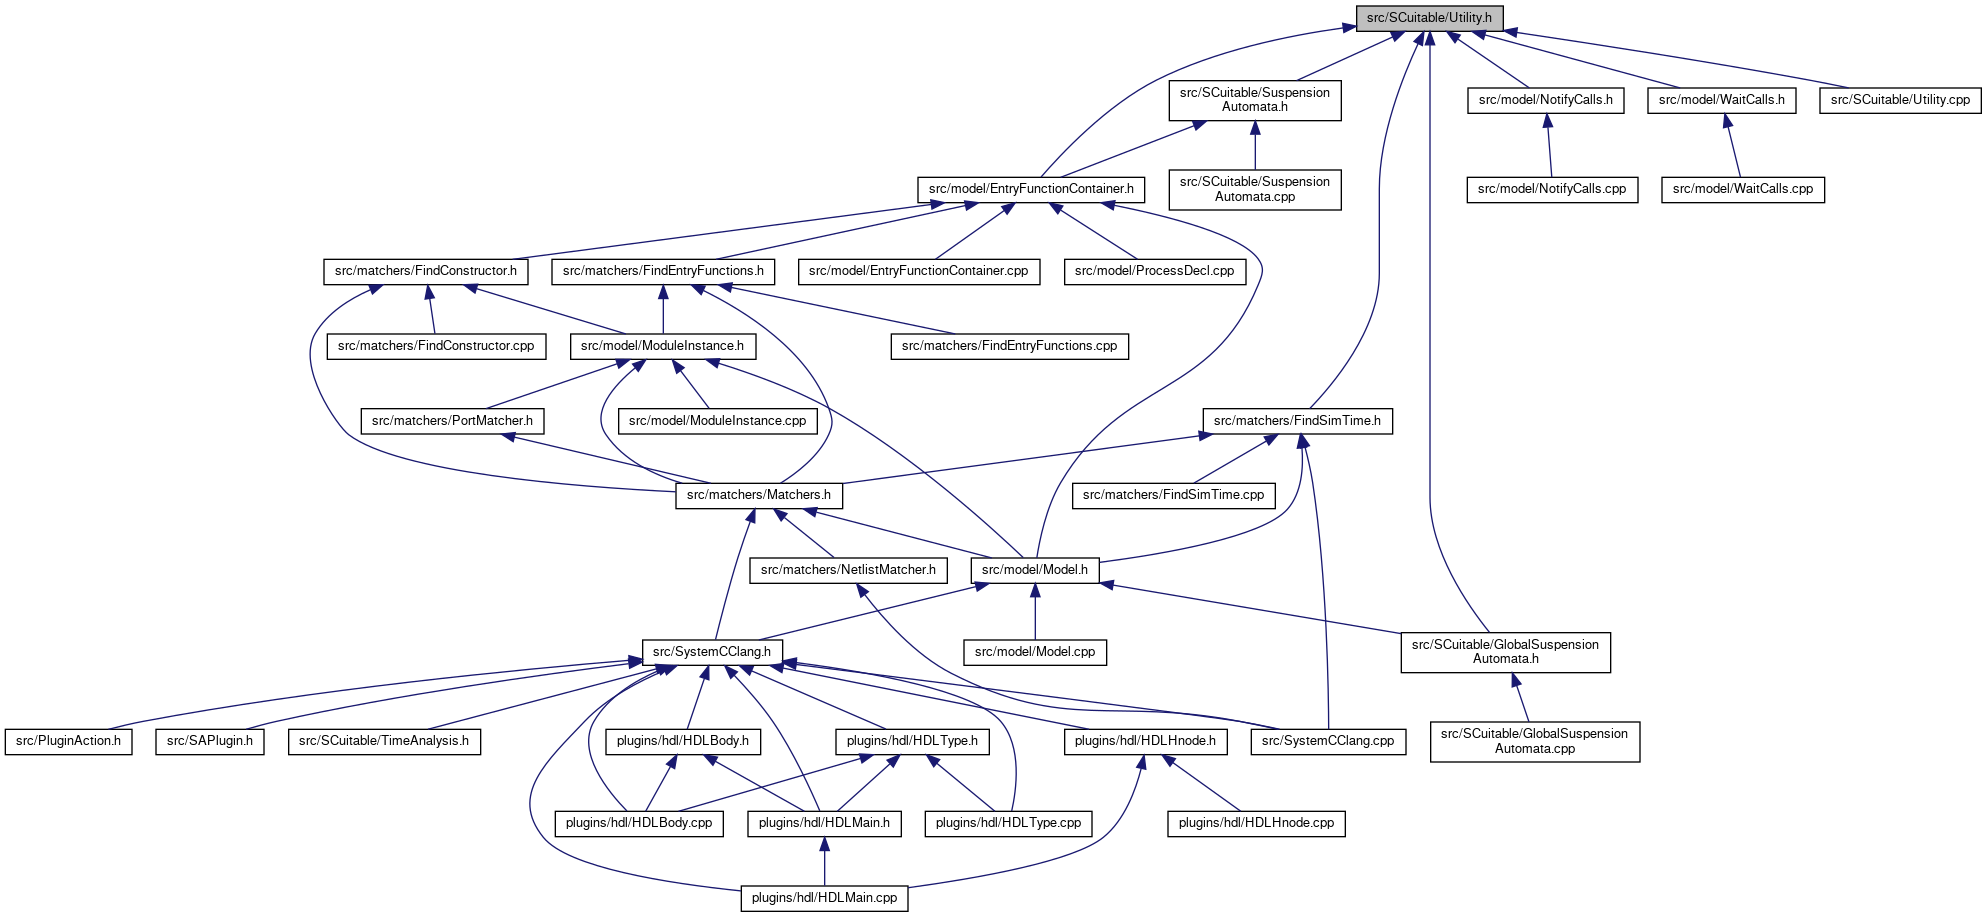 src/SCuitable/Utility.h
src/SCuitable/Suspension
Automata.h
src/model/NotifyCalls.h
src/model/WaitCalls.h
src/SCuitable/Utility.cpp
src/model/EntryFunctionContainer.h
src/SCuitable/Suspension
Automata.cpp
src/model/NotifyCalls.cpp
src/model/WaitCalls.cpp
src/matchers/FindConstructor.h
src/matchers/FindEntryFunctions.h
src/model/EntryFunctionContainer.cpp
src/model/ProcessDecl.cpp
src/matchers/FindConstructor.cpp
src/model/ModuleInstance.h
src/matchers/FindEntryFunctions.cpp
src/matchers/PortMatcher.h
src/model/ModuleInstance.cpp
src/matchers/FindSimTime.h
src/matchers/Matchers.h
src/matchers/FindSimTime.cpp
src/matchers/NetlistMatcher.h
src/model/Model.h
src/SystemCClang.h
src/model/Model.cpp
src/SCuitable/GlobalSuspension
Automata.h
src/PluginAction.h
src/SAPlugin.h
src/SCuitable/TimeAnalysis.h
plugins/hdl/HDLBody.h
plugins/hdl/HDLType.h
plugins/hdl/HDLHnode.h
src/SystemCClang.cpp
src/SCuitable/GlobalSuspension
Automata.cpp
plugins/hdl/HDLBody.cpp
plugins/hdl/HDLMain.h
plugins/hdl/HDLType.cpp
plugins/hdl/HDLHnode.cpp
plugins/hdl/HDLMain.cpp